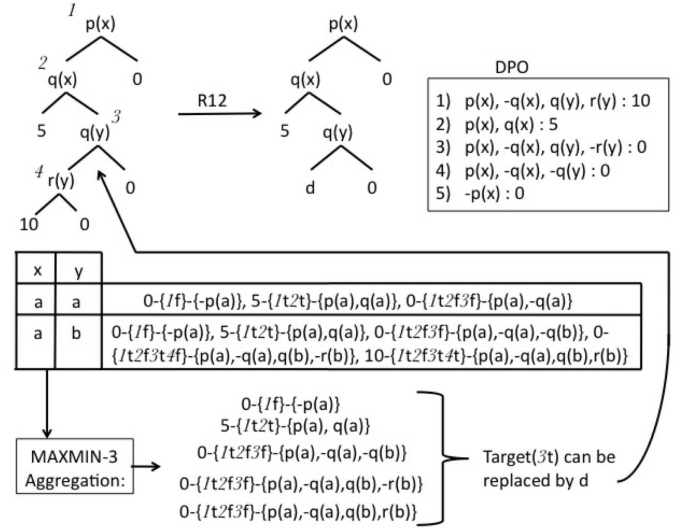 1
p(x)
p(x)
2
q(x)
0
q(x)
0
DPO
R12
3
5
q(y)
5
q(y)
4
r(y)
0
d
0
10
0
1) p(x), -q(x), q(y), r(y) : 10
2) p(x), q(x) : 5
3) p(x), -q(x), q(y), -r(y) : 0
4) p(x), -q(x), -q(y) : 0
5) -p(x) : 0
x y
a a 0-{1f}-{-p(a)}, 5-{1t2t}-{p(a),q(a)}, 0-{1t2f3f}-{p(a),-q(a)}
a b 0-{1f}-{-p(a)}, 5-{1t2t}-{p(a),q(a)}, 0-{1t2f3f}-{p(a),-q(a),-q(b)}, 0-
{1t2f3t4f}-{p(a),-q(a),q(b),-r(b)}, 10-{1t2f3t4t}-{p(a),-q(a),q(b),r(b)}
MAXMIN-3
Aggregation:
0-{1f}-{-p(a)}
5-{1t2t}-{p(a), q(a)}
0-{1t2f3f}-{p(a),-q(a),-q(b)}
0-{1t2f3f}-{p(a),-q(a),q(b),-r(b)}
0-{1t2f3f}-{p(a),-q(a),q(b),r(b)}
Target(3t) can be
replaced by d